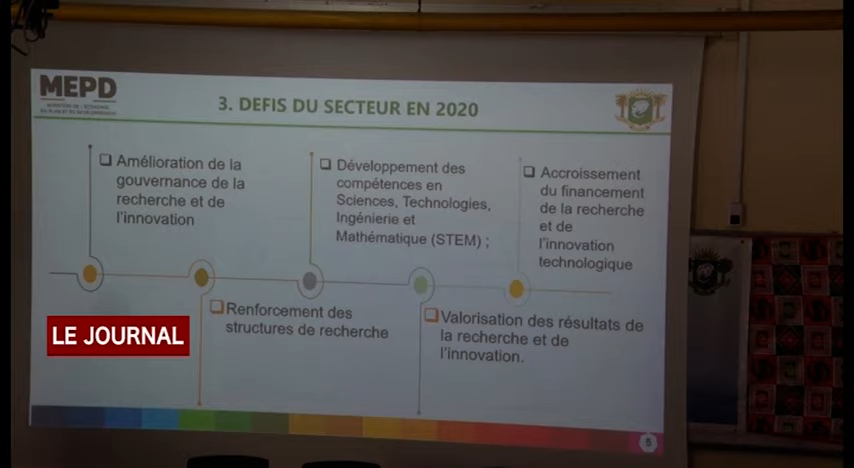 MEPD
3. DEFIS DU SECTEUR EN 2020
❑ Amélioration de la
gouvernance de la
recherche et de
l'innovation
❑ Développement des
compétences en
Sciences, Technologies,
Ingénierie et
Mathématique (STEM) ;
❑ Accroissement
du financement
de la recherche
et de
l'innovation
technologique
❑Renforcement des
structures de recherche
❑Valorisation des résultats de
la recherche et de
l'innovation.
LE JOURNAL
5